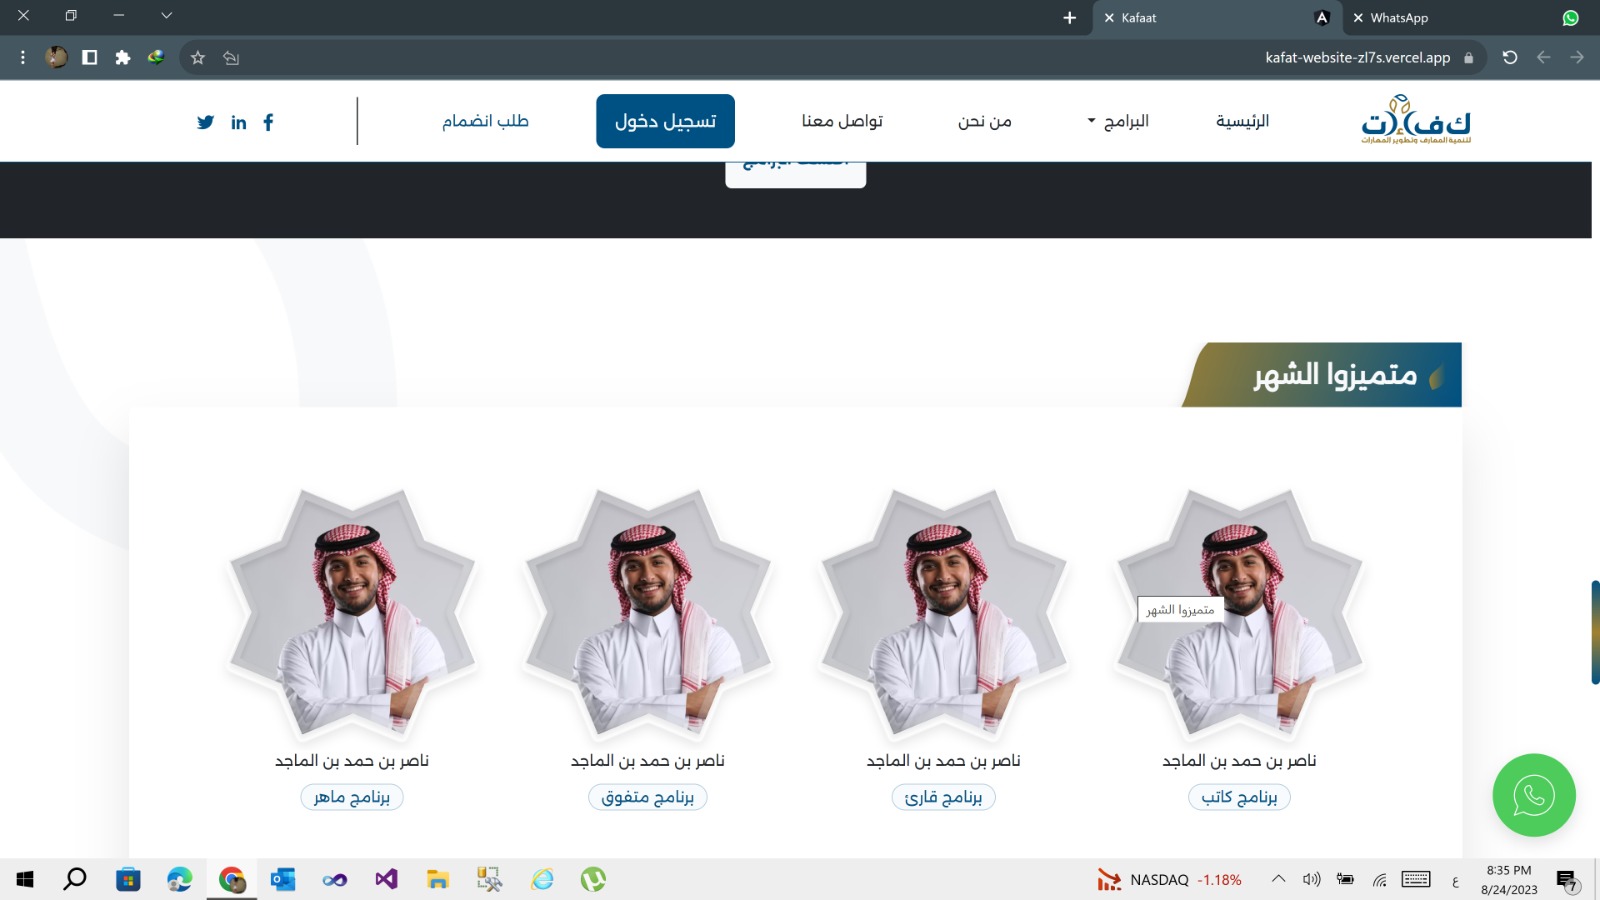 Kafaat
WhatsApp
kafat-website-zl7s.vercel.app
كفاءات
لتنمية المعارف وتطوير المهارات
الرئيسية
البرامج
من نحن
تواصل معنا
تسجيل دخول
طلب انضمام
متميزوا الشهر
متميزوا الشهر
ناصر بن حمد بن الماجد
برنامج كاتب
ناصر بن حمد بن الماجد
برنامج قارئ
ناصر بن حمد بن الماجد
برنامج متفوق
ناصر بن حمد بن الماجد
برنامج ماهر
NASDAQ -1.18%
ع
8:35 PM
8/24/2023
7